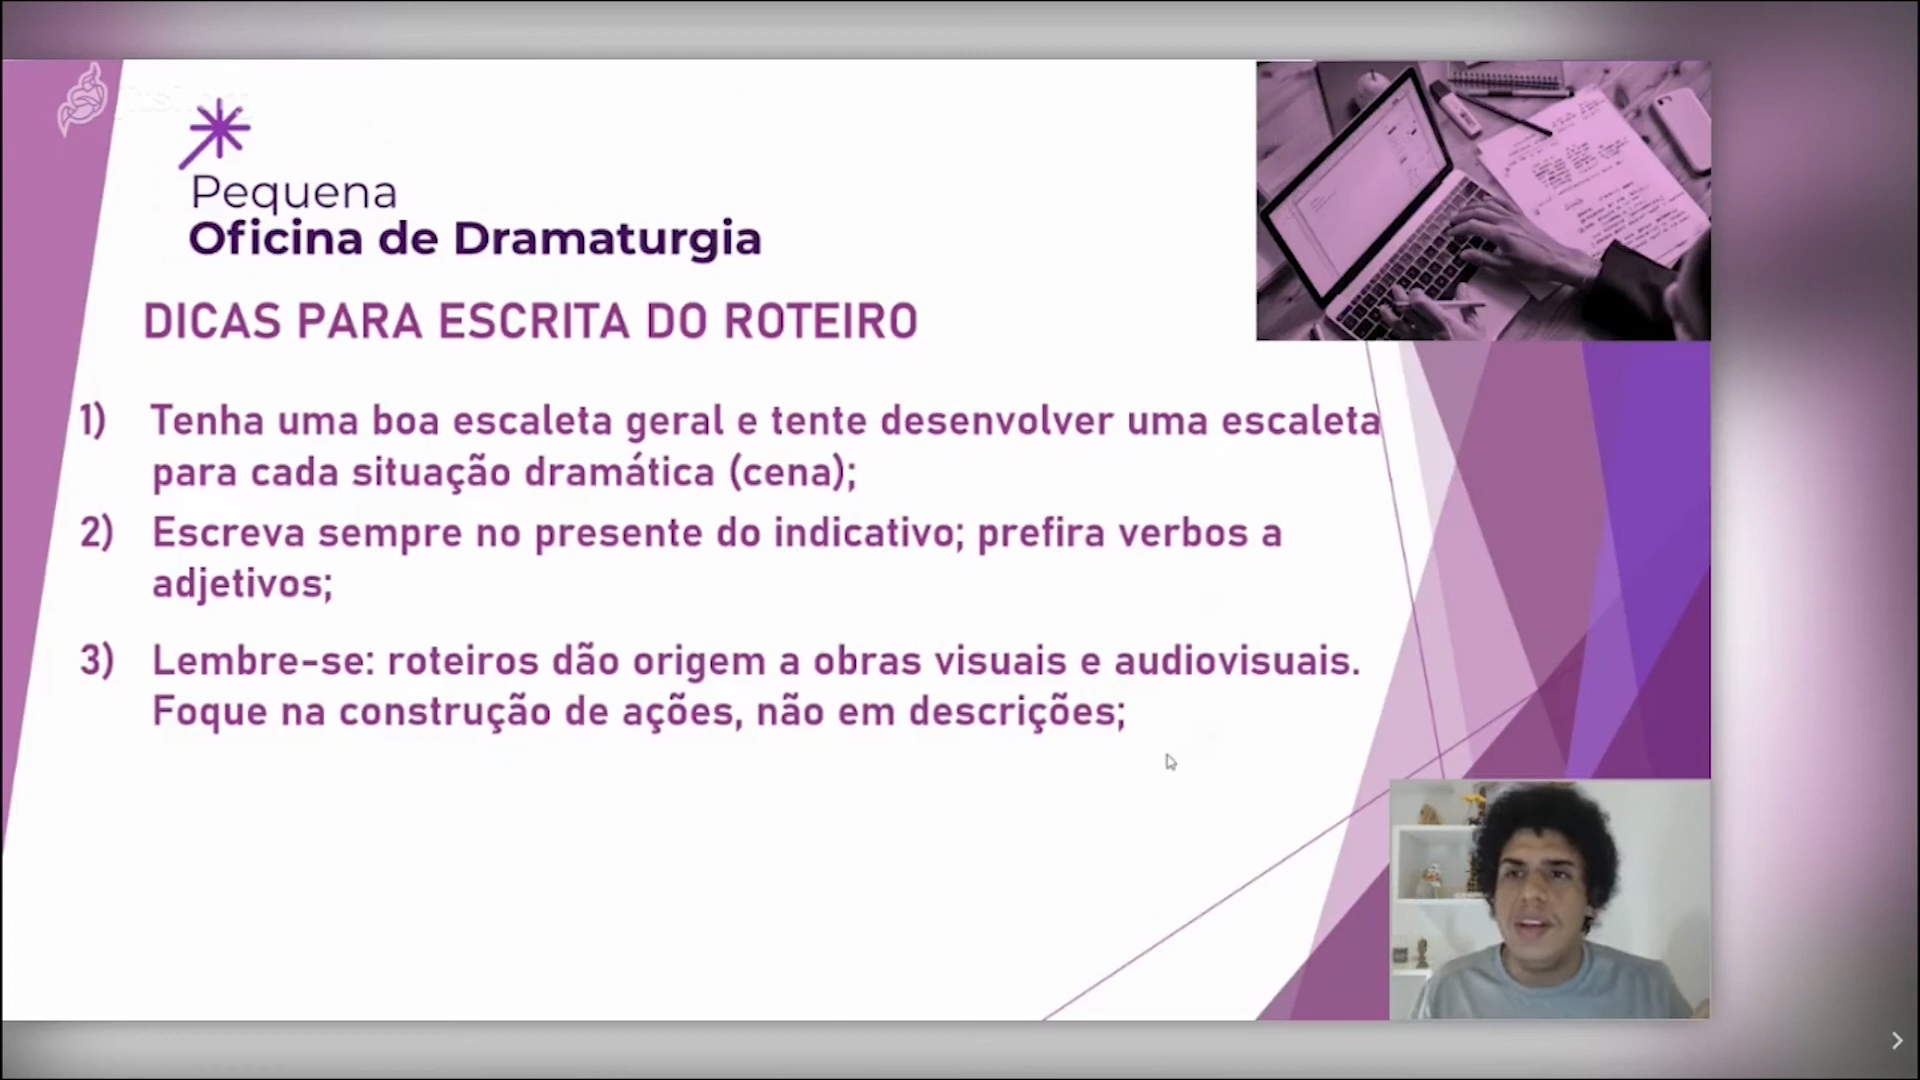 Pequena
Oficina de Dramaturgia
DICAS PARA ESCRITA DO ROTEIRO
1) Tenha uma boa escaleta geral e tente desenvolver uma escaleta
para cada situação dramática (cena);
2) Escreva sempre no presente do indicativo; prefira verbos a
adjetivos;
3) Lembre-se: roteiros dão origem a obras visuais e audiovisuais.
Foque na construção de ações, não em descrições;